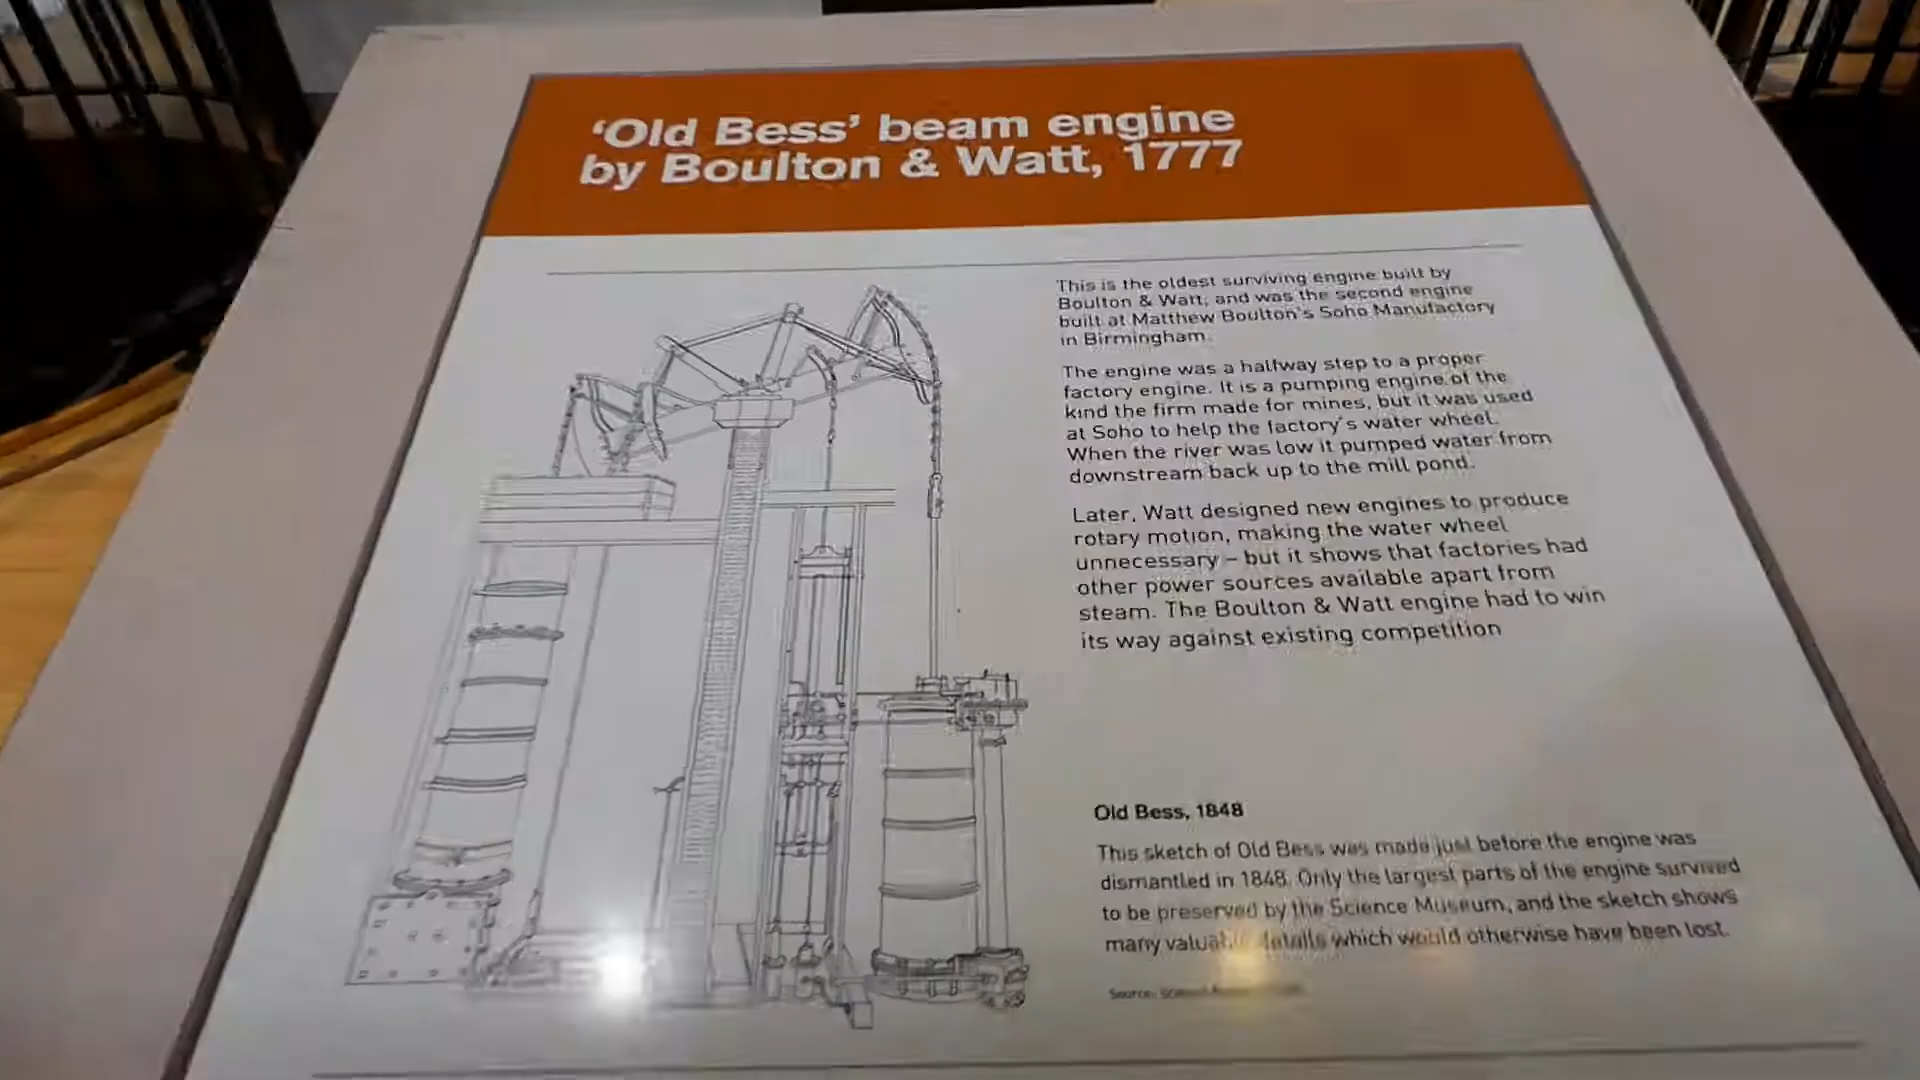 ‘Old Bess’ beam engine
by Boulton & Watt, 1777
This is the oldest surviving engine built by
Boulton & Watt, and was the second engine
built at Matthew Boulton's Soho Manufactory
in Birmingham.
The engine was a halfway step to a proper
factory engine. It is a pumping engine of the
kind the firm made for mines, but it was used
at Soho to help the factory's water wheel.
When the river was low it pumped water from
downstream back up to the mill pond.
Later, Watt designed new engines to produce
rotary motion, making the water wheel
unnecessary – but it shows that factories had
other power sources available apart from
steam. The Boulton & Watt engine had to win
its way against existing competition
Old Bess, 1848
This sketch of Old Bess was made just before the engine was
dismantled in 1848. Only the largest parts of the engine survived
to be preserved by the Science Museum, and the sketch shows
many valuable details which would otherwise have been lost.
Source: